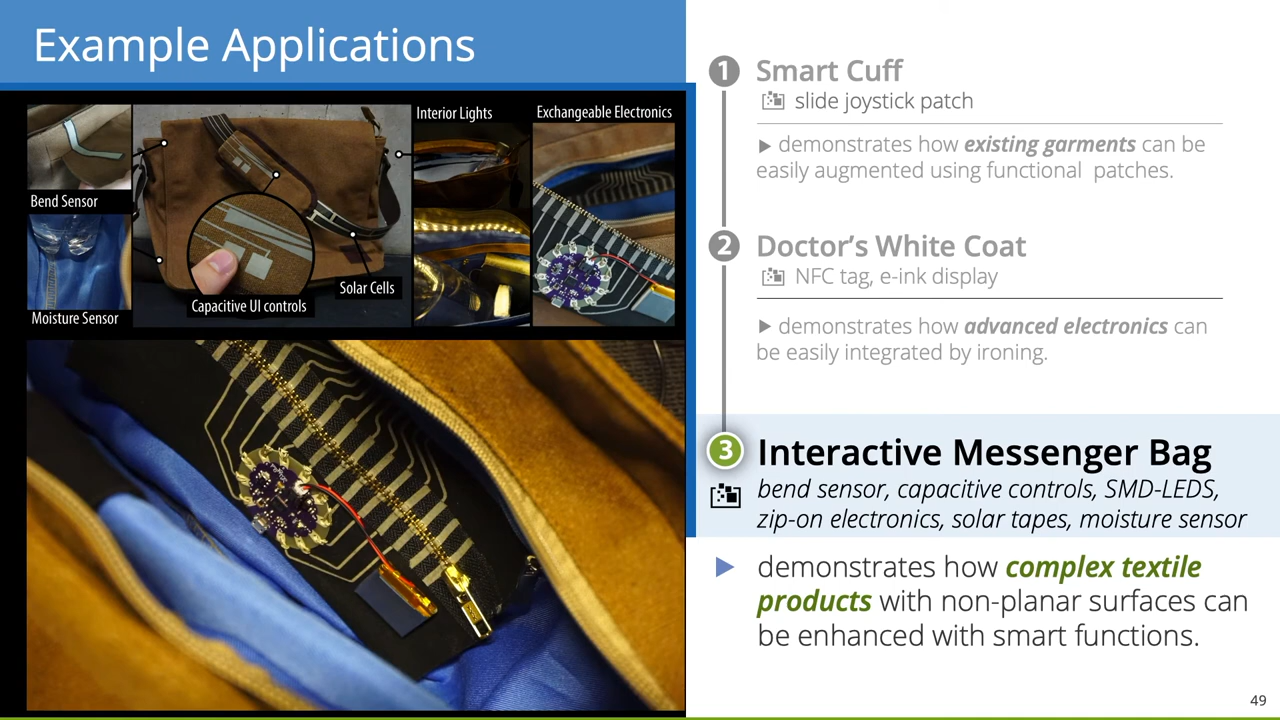 Example Applications
Bend Sensor
Moisture Sensor
Capacitive UI controls
Solar Cells
Interior Lights
Exchangeable Electronics
1 Smart Cuff
slide joystick patch
▶ demonstrates how existing garments can be
easily augmented using functional patches.
2 Doctor’s White Coat
NFC tag, e-ink display
▶ demonstrates how advanced electronics can
be easily integrated by ironing.
3 Interactive Messenger Bag
bend sensor, capacitive controls, SMD-LEDS,
zip-on electronics, solar tapes, moisture sensor
▶ demonstrates how complex textile
products with non-planar surfaces can
be enhanced with smart functions.
49